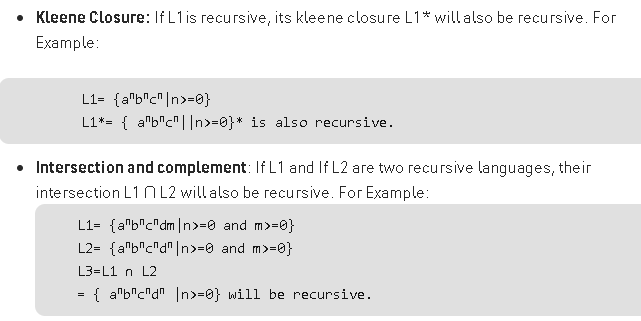 • Kleene Closure: If L1is recursive, its kleene closure L1* will also be recursive. For
Example:
L1= {aⁿbⁿcⁿ|n>=0}
L1*= { aⁿbⁿcⁿ||n>=0}* is also recursive.
• Intersection and complement: If L1 and If L2 are two recursive languages, their
intersection L1 ∩ L2 will also be recursive. For Example:
L1= {aⁿbⁿcⁿdm|n>=0 and m>=0}
L2= {aⁿbⁿcⁿdⁿ|n>=0 and m>=0}
L3=L1 ∩ L2
= { aⁿbⁿcⁿdⁿ |n>=0} will be recursive.